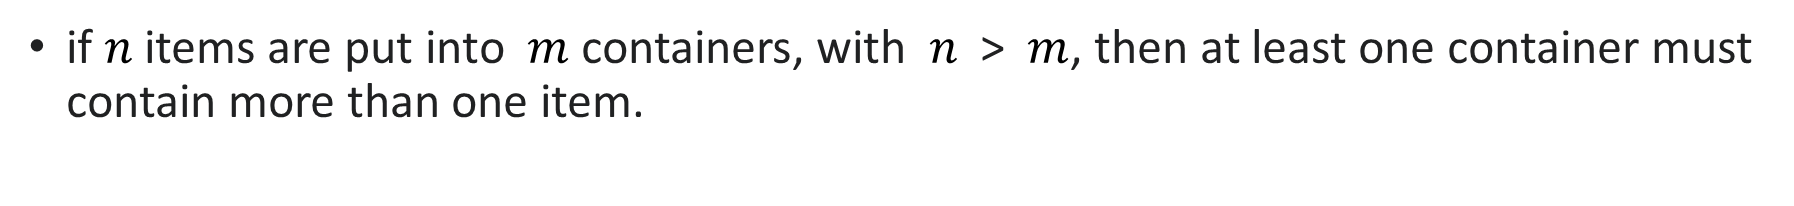 • if n items are put into m containers, with n > m, then at least one container must
contain more than one item.